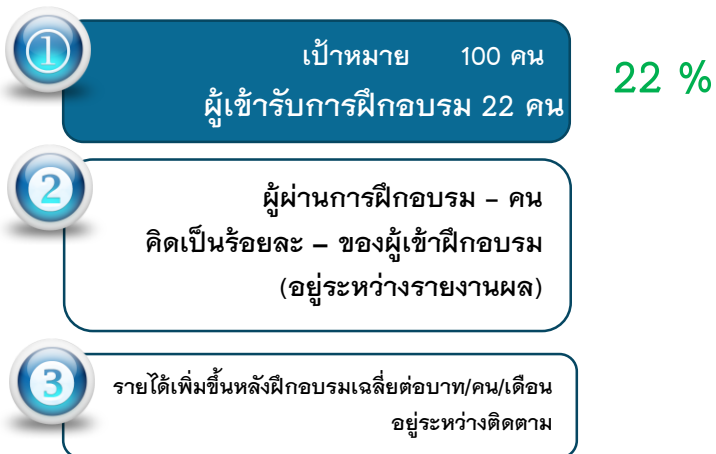 ①
เป้าหมาย 100 คน
ผู้เข้ารับการฝึกอบรม 22 คน
22 %
2
ผู้ผ่านการฝึกอบรม – คน
คิดเป็นร้อยละ – ของผู้เข้าฝึกอบรม
(อยู่ระหว่างรายงานผล)
3
รายได้เพิ่มขึ้นหลังฝึกอบรมเฉลี่ยต่อบาท/คน/เดือน
อยู่ระหว่างติดตาม